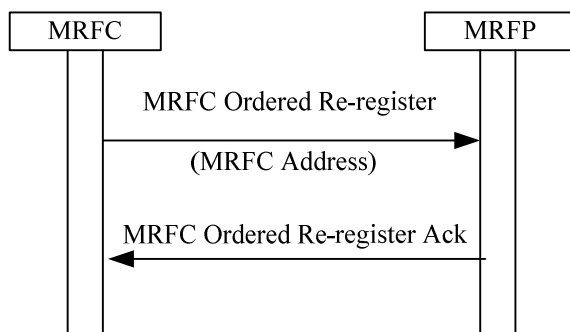 MRFC
MRFP
MRFC Ordered Re-register
(MRFC Address)
MRFC Ordered Re-register Ack